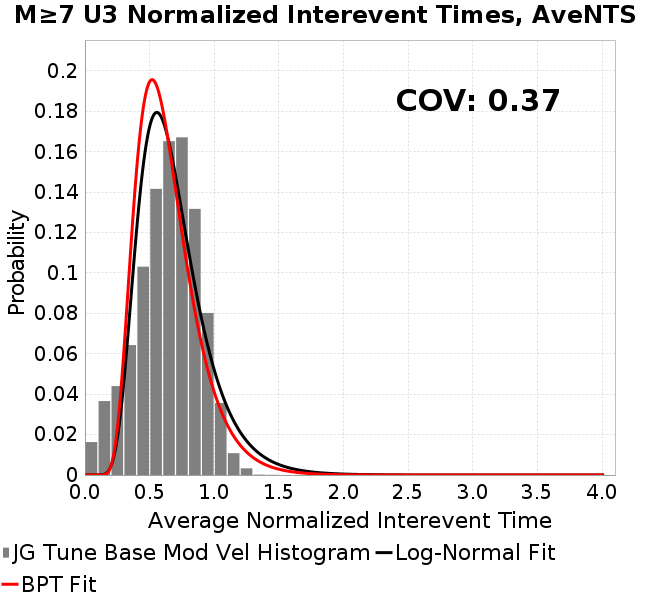 M≥7 U3 Normalized Interevent Times, AveNTS
COV: 0.37
Probability
0.2
0.18
0.16
0.14
0.12
0.1
0.08
0.06
0.04
0.02
0
0.0 0.5 1.0 1.5 2.0 2.5 3.0 3.5 4.0
Average Normalized Interevent Time
JG Tune Base Mod Vel Histogram Log-Normal Fit
BPT Fit